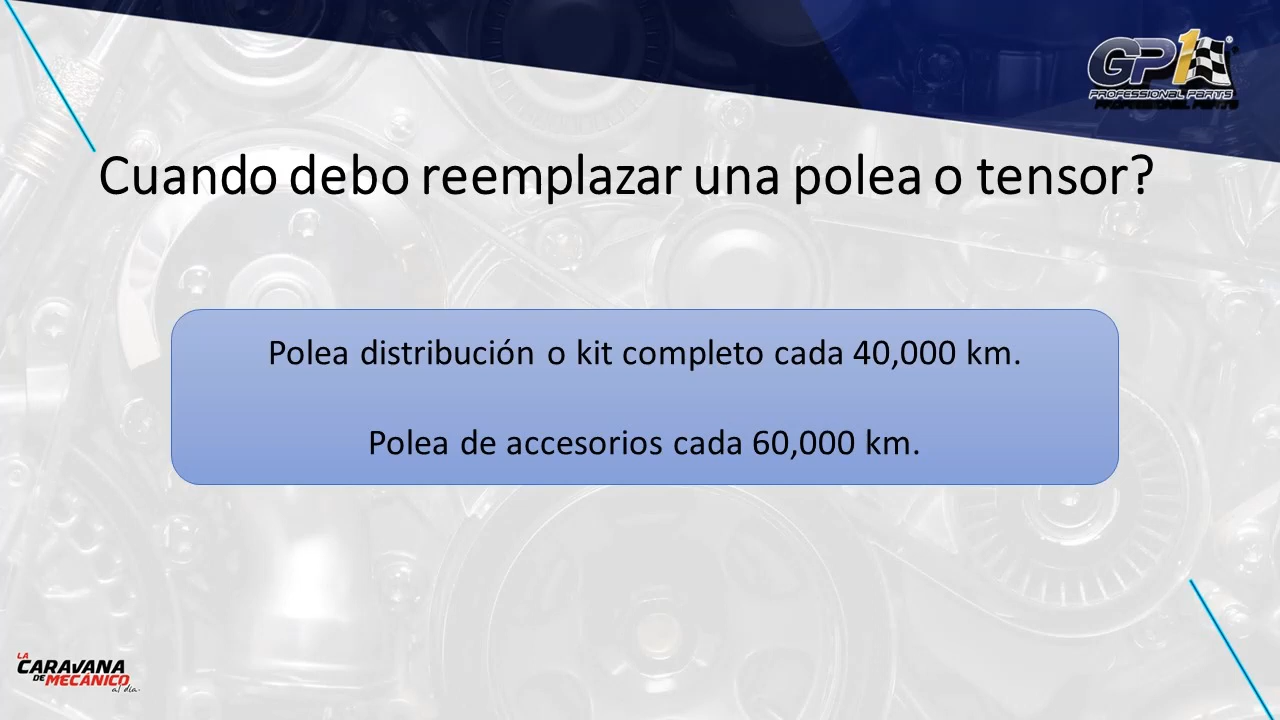 GP1®
PROFESSIONAL PARTS
Cuando debo reemplazar una polea o tensor?
Polea distribución o kit completo cada 40,000 km.
Polea de accesorios cada 60,000 km.
LA
CARAVANA
DE MECÁNICO
al día.